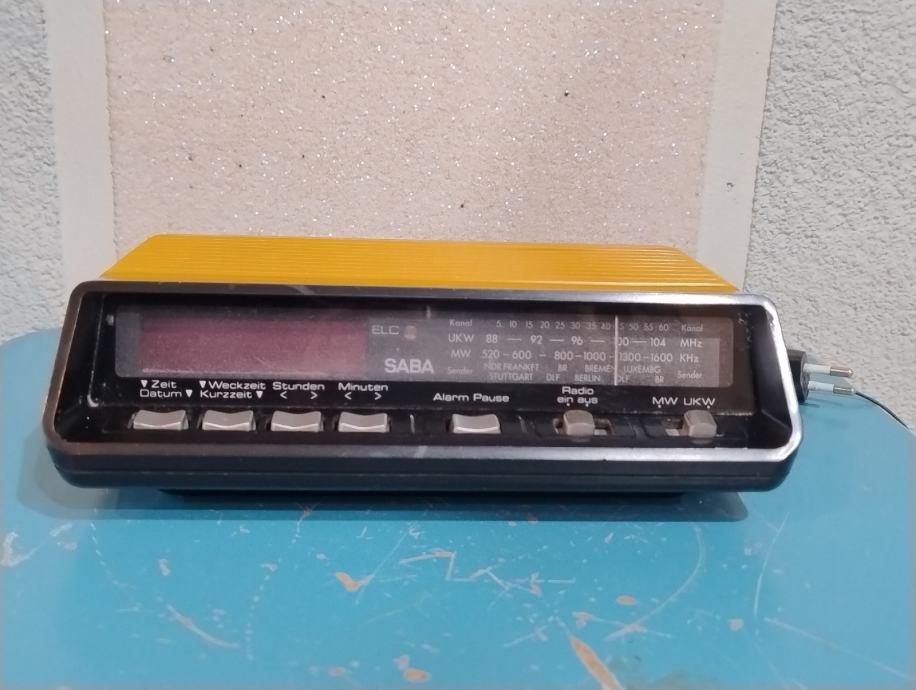 ELC
SABA
Kanal 5 10 15 20 25 30 35 40 45 50 55 60 Kanal
UKW 88 — 92 — 96 — 100 — 104 MHz
MW 520 – 600 – 800 – 1000 – 1300 – 1600 KHz
Sender NDR FRANKFT BR BREMEN LUXEMBG Sender
STUTTGART DLF BERLIN DLF BR
▼ Zeit
Datum ▼
▼ Weckzeit
Kurzzeit ▼
Stunden
< >
Minuten
< >
Alarm Pause
Radio
ein aus
MW UKW